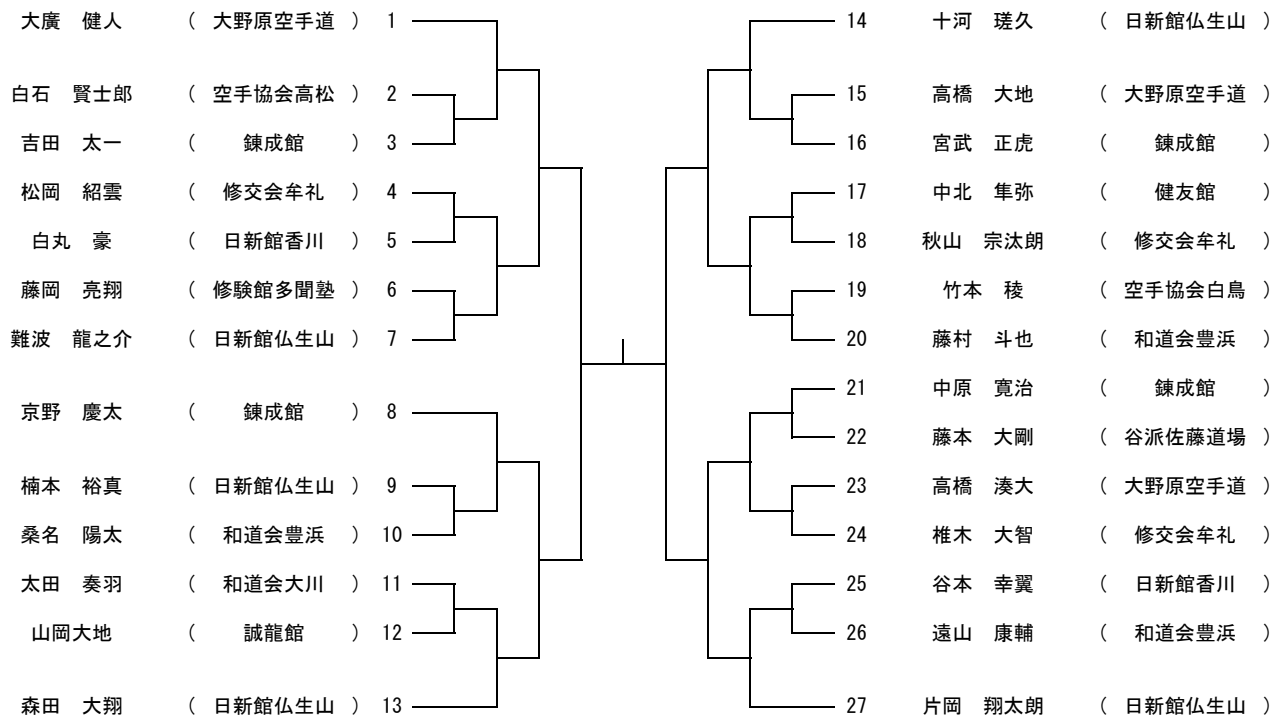 大廣　健人　（　大野原空手道　）　1
白石　賢士郎　（　空手協会高松　）　2
吉田　太一　（　錬成館　）　3
松岡　紹雲　（　修交会牟礼　）　4
白丸　豪　（　日新館香川　）　5
藤岡　亮翔　（　修験館多聞塾　）　6
難波　龍之介　（　日新館仏生山　）　7
京野　慶太　（　錬成館　）　8
楠本　裕真　（　日新館仏生山　）　9
桑名　陽太　（　和道会豊浜　）　10
太田　奏羽　（　和道会大川　）　11
山岡大地　（　誠龍館　）　12
森田　大翔　（　日新館仏生山　）　13
14　十河　瑳久　（　日新館仏生山　）
15　高橋　大地　（　大野原空手道　）
16　宮武　正虎　（　錬成館　）
17　中北　隼弥　（　健友館　）
18　秋山　宗汰朗　（　修交会牟礼　）
19　竹本　稜　（　空手協会白鳥　）
20　藤村　斗也　（　和道会豊浜　）
21　中原　寛治　（　錬成館　）
22　藤本　大剛　（　谷派佐藤道場　）
23　高橋　湊大　（　大野原空手道　）
24　椎木　大智　（　修交会牟礼　）
25　谷本　幸翼　（　日新館香川　）
26　遠山　康輔　（　和道会豊浜　）
27　片岡　翔太朗　（　日新館仏生山　）